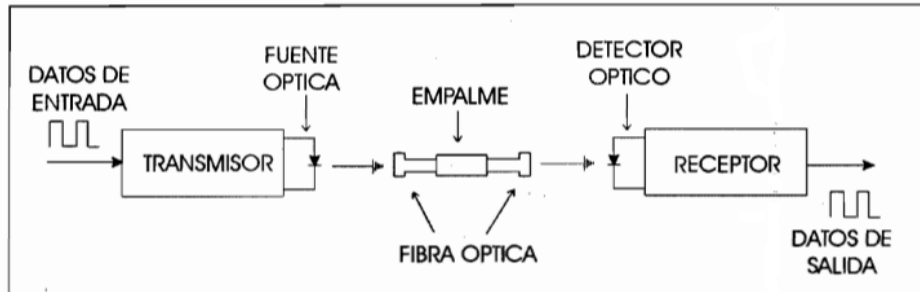 DATOS DE
ENTRADA
FUENTE
OPTICA
EMPALME
DETECTOR
OPTICO
TRANSMISOR
RECEPTOR
FIBRA OPTICA
DATOS DE
SALIDA